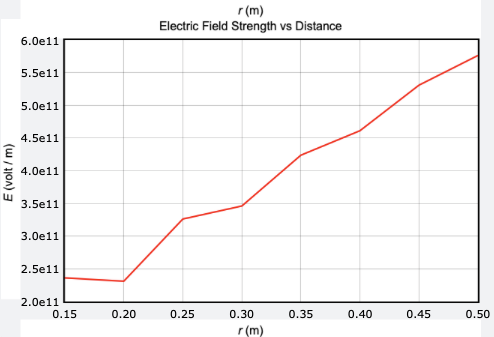 r (m)
Electric Field Strength vs Distance
6.0e11
5.5e11
5.0e11
4.5e11
4.0e11
3.5e11
3.0e11
2.5e11
2.0e11
E (volt / m)
0.15 0.20 0.25 0.30 0.35 0.40 0.45 0.50
r (m)